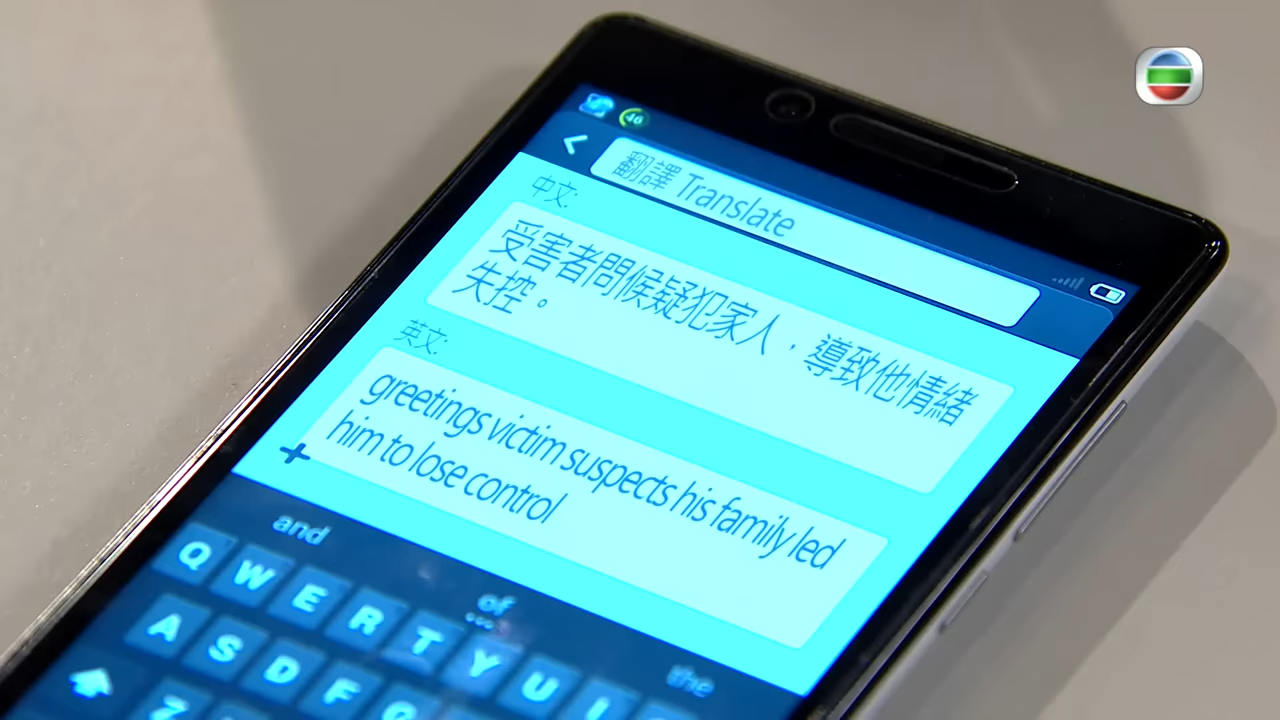 46
翻譯 Translate
中文:
受害者問候疑犯家人，導致他情緒
失控。
英文:
greetings victim suspects his family led
him to lose control
and
of
the
Q W E R T Y U I
A S D F G
Z